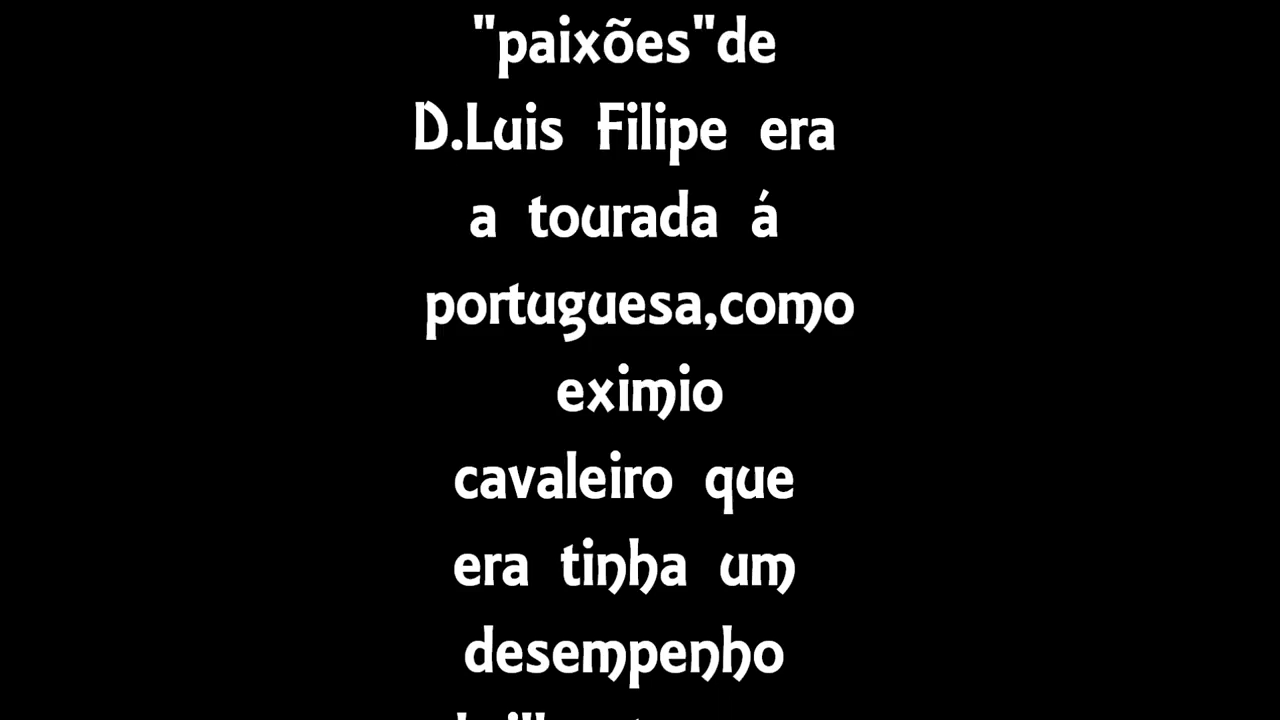 "paixões"de
D.Luis Filipe era
a tourada á
portuguesa,como
eximio
cavaleiro que
era tinha um
desempenho